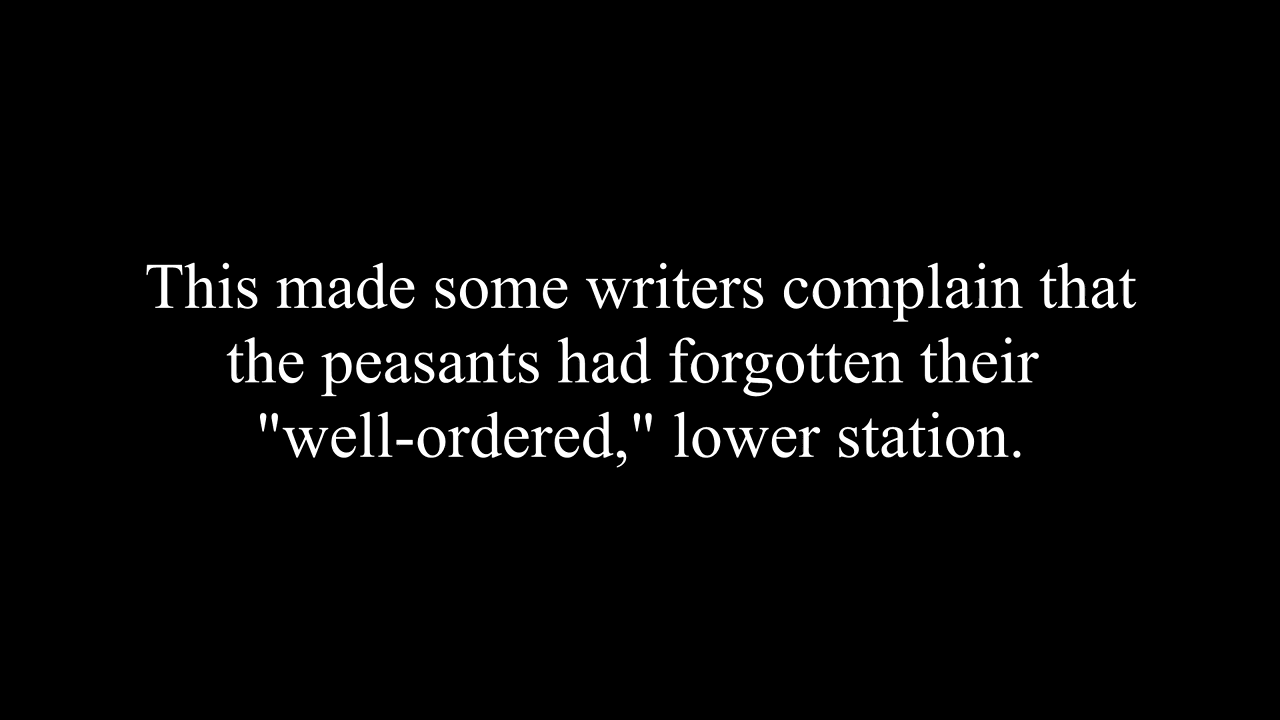 This made some writers complain that
the peasants had forgotten their
"well-ordered," lower station.